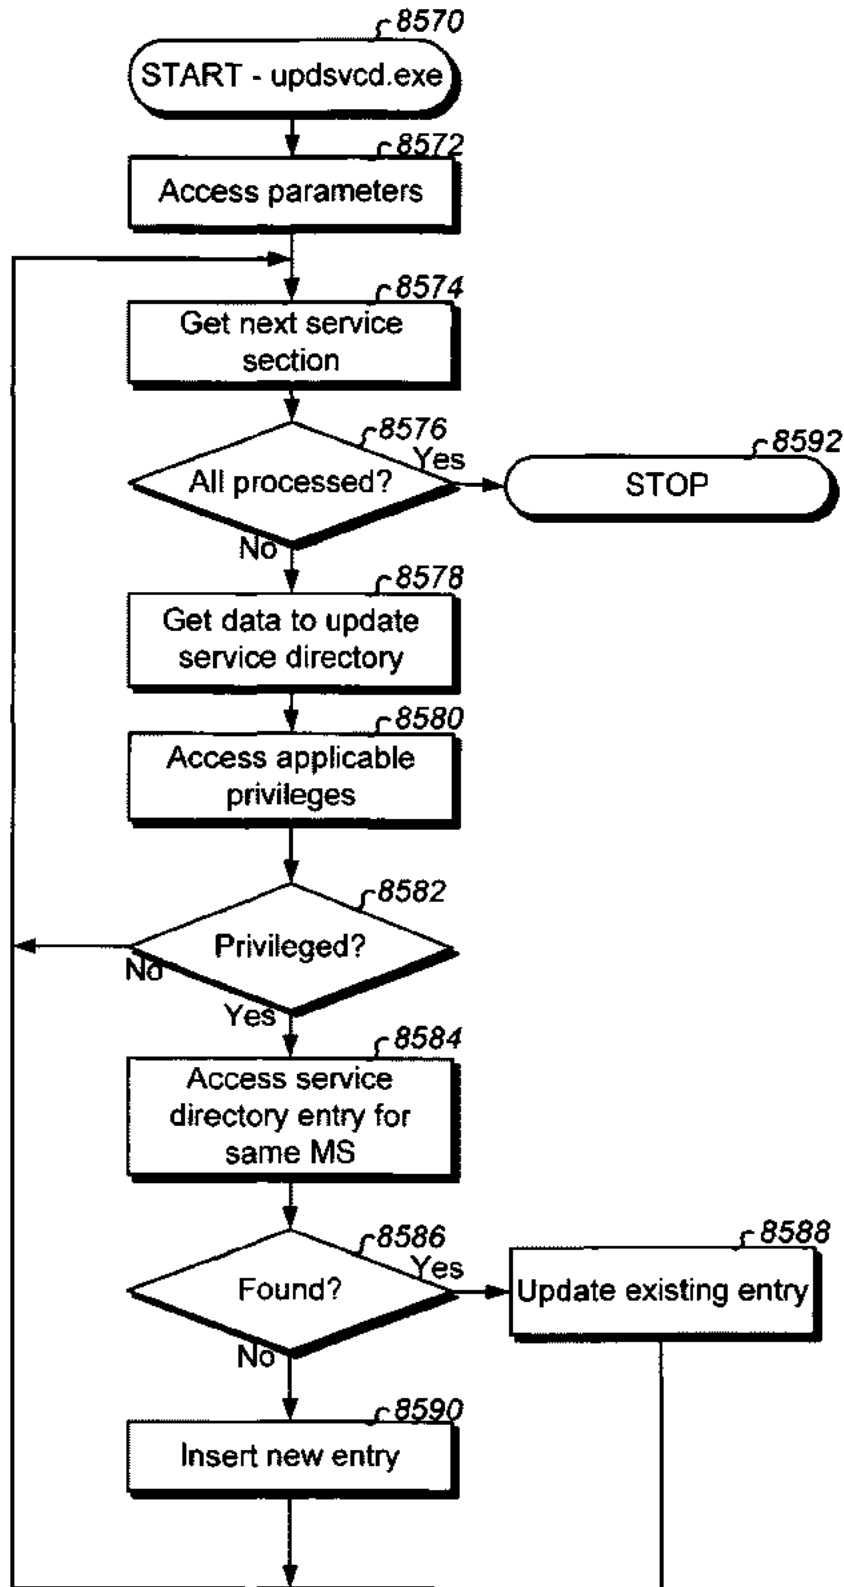 8570
START - updsvcd.exe
8572
Access parameters
8574
Get next service
section
8576
Yes
All processed?
8592
STOP
No
8578
Get data to update
service directory
8580
Access applicable
privileges
8582
Privileged?
No
Yes
8584
Access service
directory entry for
same MS
8586
Yes
Found?
8588
Update existing entry
No
8590
Insert new entry